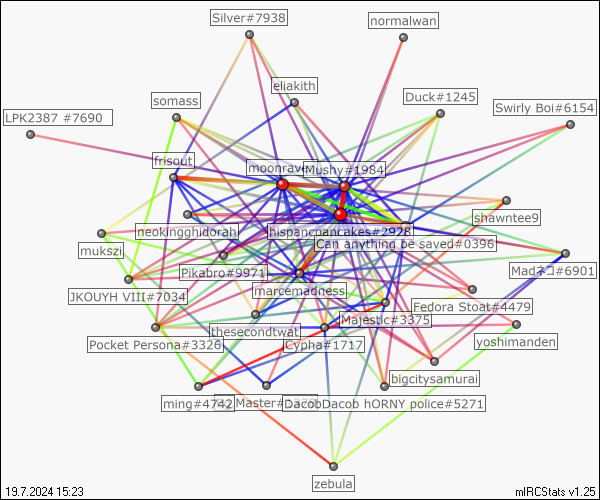 Silver#7938
normalwan
eliakith
somass
Duck#1245
Swirly Boi#6154
LPK2387 #7690
frisout
moonrave
Mushy#1984
shawntee9
neokingghidorah
hispancpancakes#2928
Can anything be saved#0396
mukszi
Pikabro#9971
Madネコ#6901
JKOUYH VIII#7034
marcemadness
Fedora Stoat#4479
Majestic#3375
thesecondtwat
Pocket Persona#3326
Cypha#1717
yoshimanden
bigcitysamurai
ming#4742
Master#
DacobDacob hORNY police#5271
zebula
19.7.2024 15:23
mIRCStats v1.25